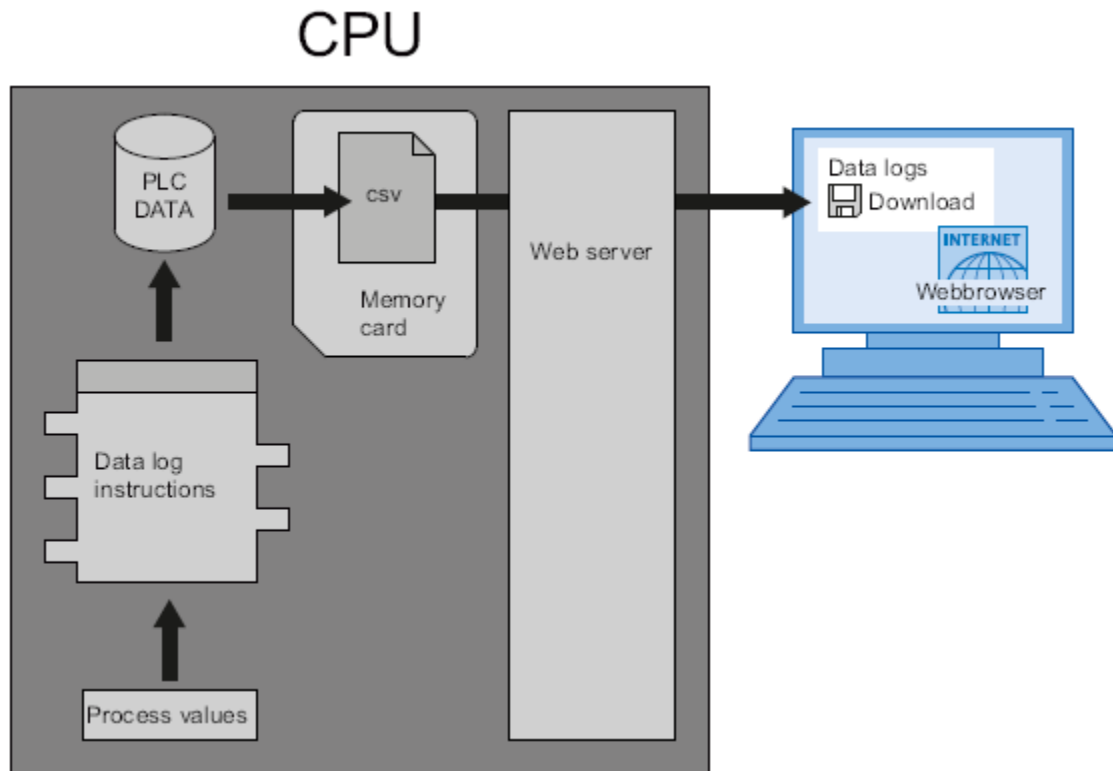 CPU
PLC
DATA
csv
Memory
card
Web server
Data logs
Download
INTERNET
Webbrowser
Data log
instructions
Process values